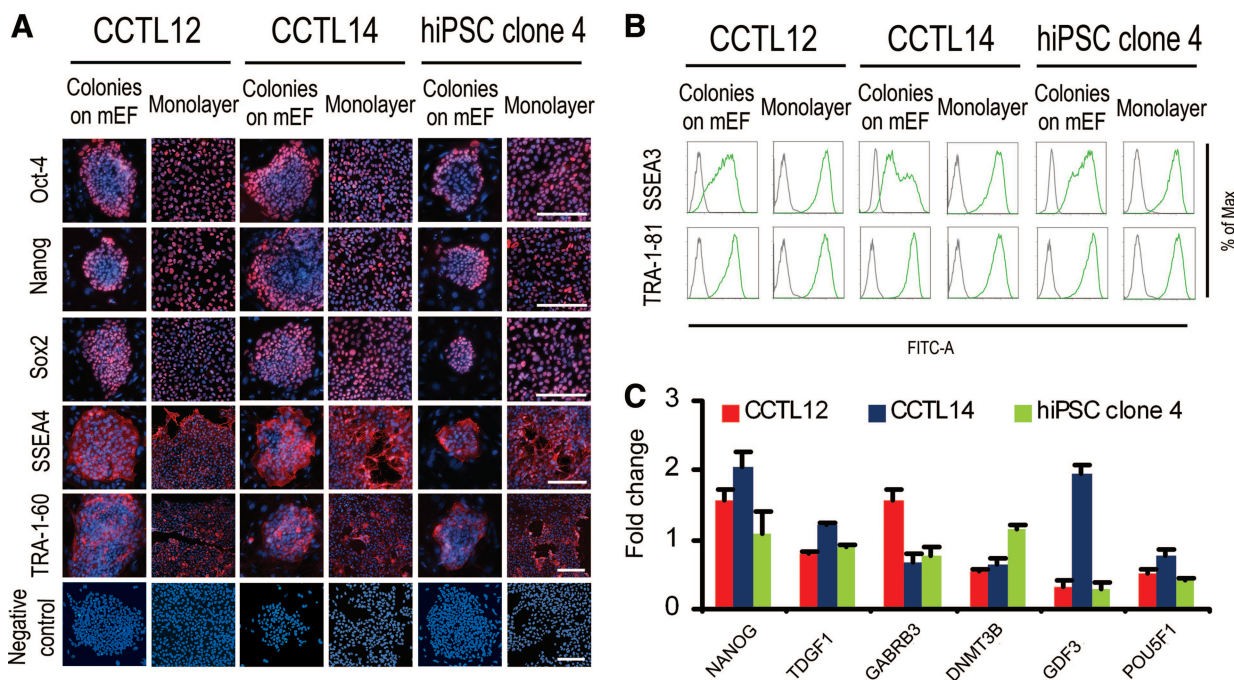 A
CCTL12 CCTL14 hiPSC clone 4
Colonies on mEF Monolayer Colonies on mEF Monolayer Colonies on mEF Monolayer
Oct-4
Nanog
Sox2
SSEA4
TRA-1-60
Negative control
B
CCTL12 CCTL14 hiPSC clone 4
Colonies on mEF Monolayer Colonies on mEF Monolayer Colonies on mEF Monolayer
SSEA3
TRA-1-81
% of Max
FITC-A
C
CCTL12 CCTL14 hiPSC clone 4
Fold change
3
2
1
0
NANOG TDGF1 GABRB3 DNMT3B GDF3 POU5F1